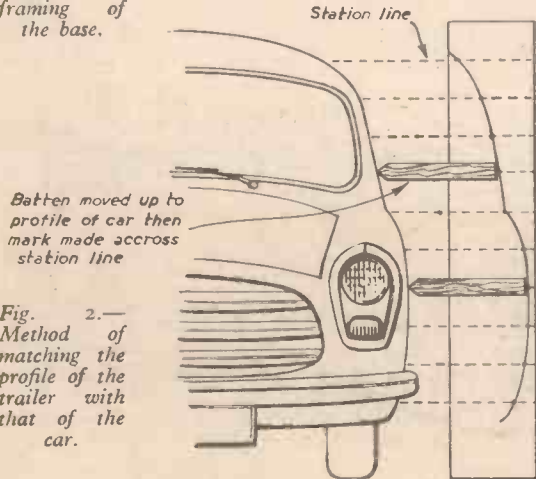 framing of
the base.
Station line
Batten moved up to
profile of car then
mark made accross
station line
Fig. 2.—
Method of
matching the
profile of the
trailer with
that of the
car.